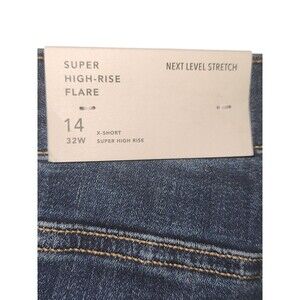 SUPER
HIGH-RISE
FLARE
NEXT LEVEL STRETCH
14
32W
X-SHORT
SUPER HIGH RISE